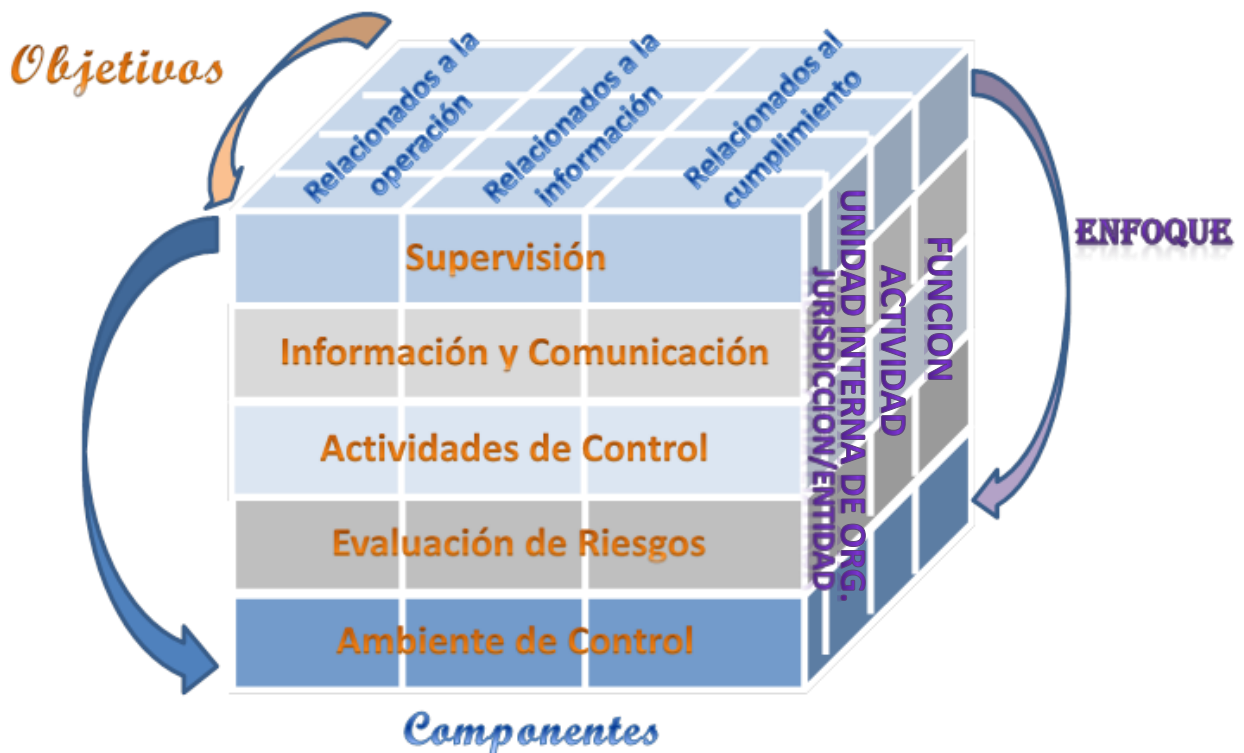 Objetivos
Relacionados a la
operación
Relacionados a la
información
Relacionados al
cumplimiento
ENFOQUE
Supervisión
Información y Comunicación
Actividades de Control
Evaluación de Riesgos
Ambiente de Control
JURISDICCION/ENTIDAD
UNIDAD INTERNA DE ORG.
ACTIVIDAD
FUNCION
Componentes